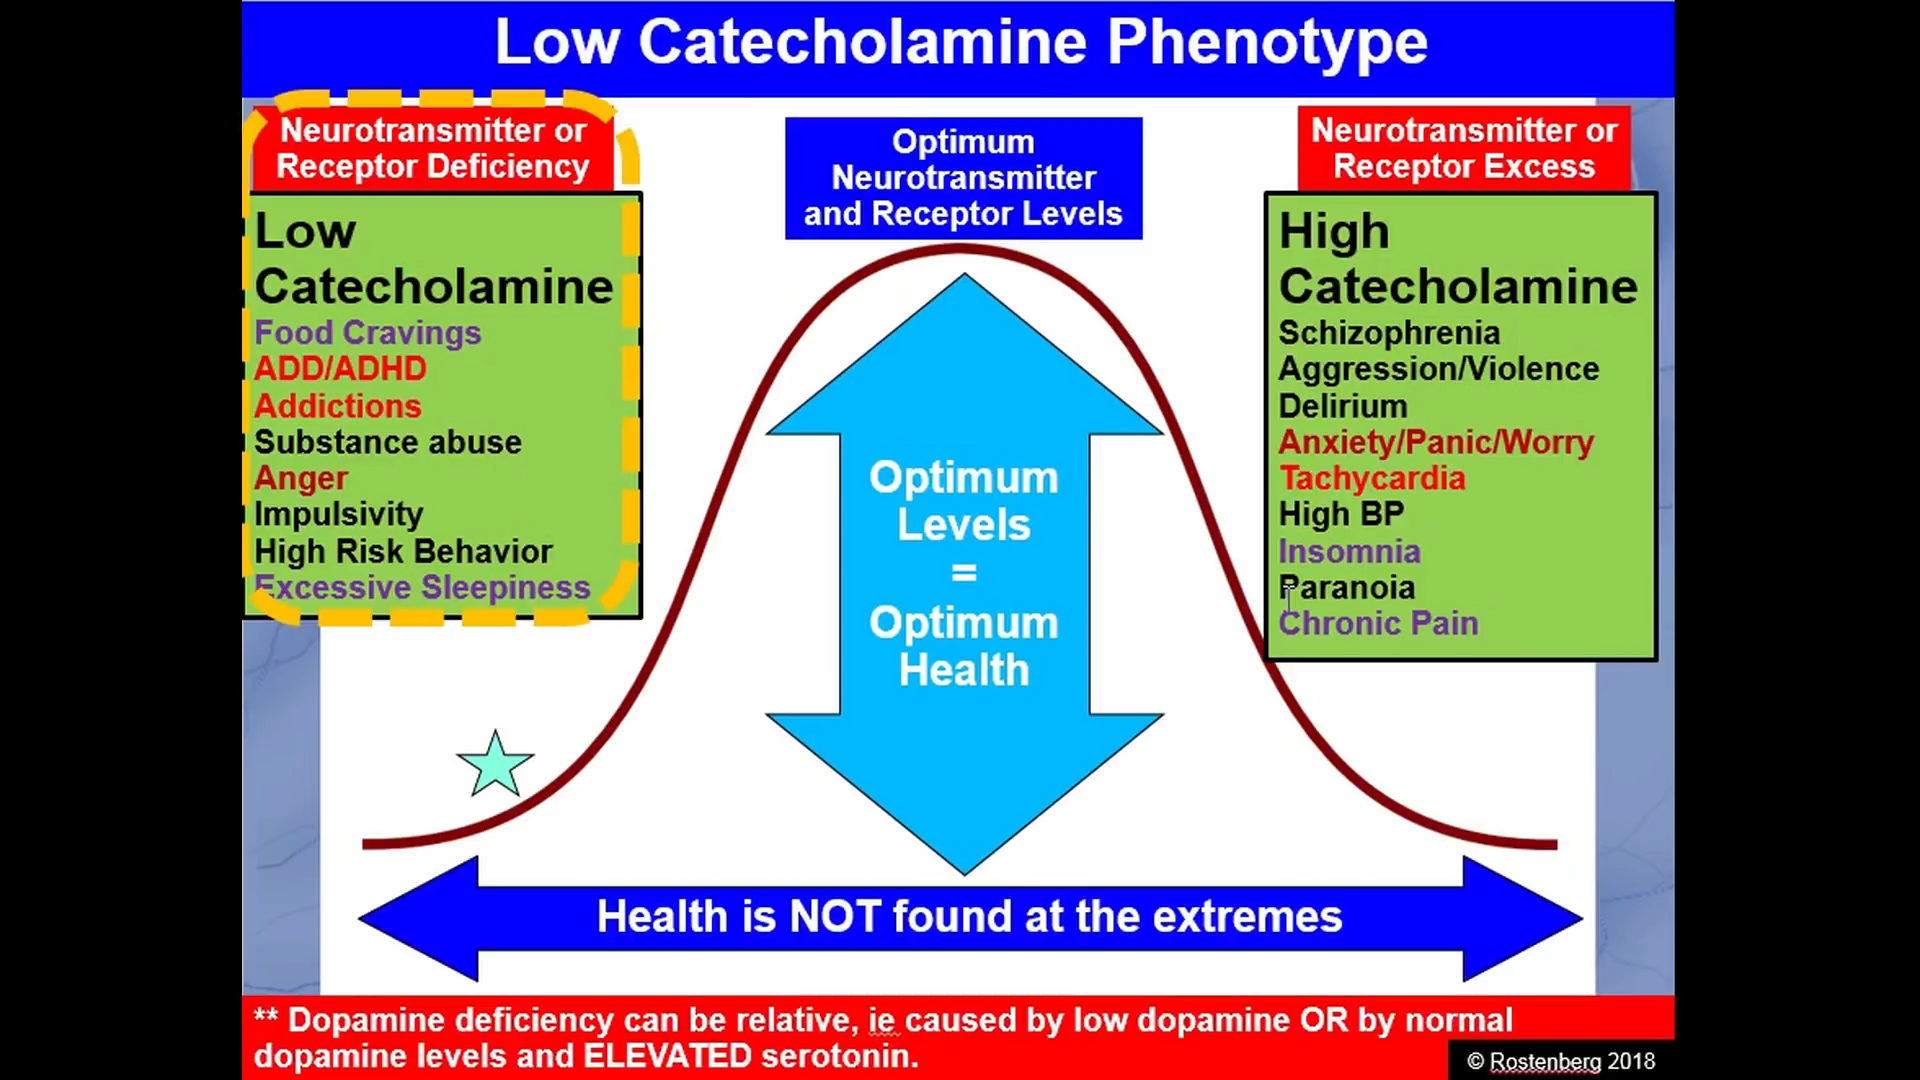 Low Catecholamine Phenotype
Neurotransmitter or
Receptor Deficiency
Low
Catecholamine
Food Cravings
ADD/ADHD
Addictions
Substance abuse
Anger
Impulsivity
High Risk Behavior
Excessive Sleepiness
Optimum
Neurotransmitter
and Receptor Levels
Optimum
Levels
=
Optimum
Health
Neurotransmitter or
Receptor Excess
High
Catecholamine
Schizophrenia
Aggression/Violence
Delirium
Anxiety/Panic/Worry
Tachycardia
High BP
Insomnia
Paranoia
Chronic Pain
Health is NOT found at the extremes
** Dopamine deficiency can be relative, ie caused by low dopamine OR by normal
dopamine levels and ELEVATED serotonin.
© Rostenberg 2018